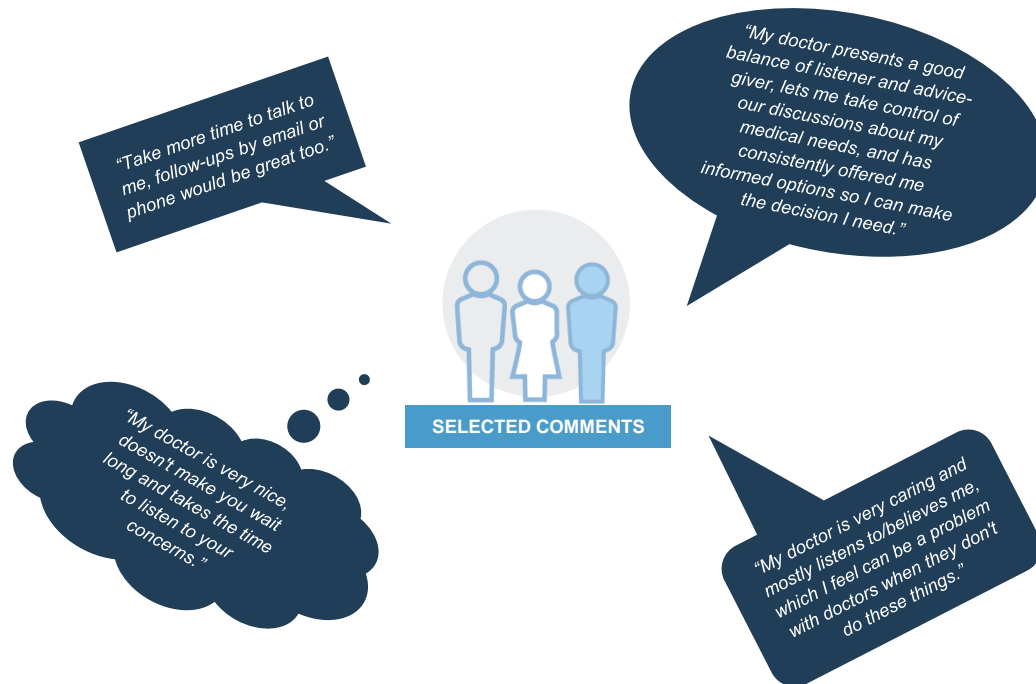 “Take more time to talk to
me, follow-ups by email or
phone would be great too.”
“My doctor presents a good
balance of listener and advice-
giver, lets me take control of
our discussions about my
medical needs, and has
consistently offered me
informed options so I can make
the decision I need.”
SELECTED COMMENTS
“My doctor is very nice,
doesn't make you wait
long and takes the time
to listen to your
concerns.”
“My doctor is very caring and
mostly listens to/believes me,
which I feel can be a problem
with doctors when they don't
do these things.”